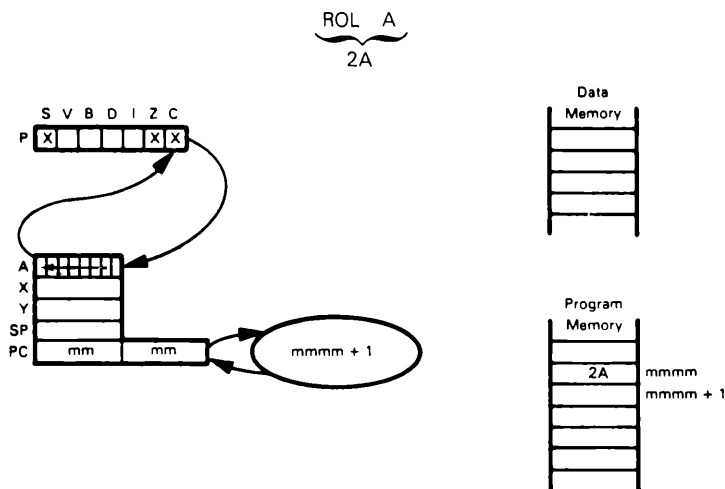 ROL A
2A
S V B D I Z C
P X X X
A
X
Y
SP
PC mm mm
mmmm + 1
Data
Memory
Program
Memory
2A mmmm
mmmm + 1